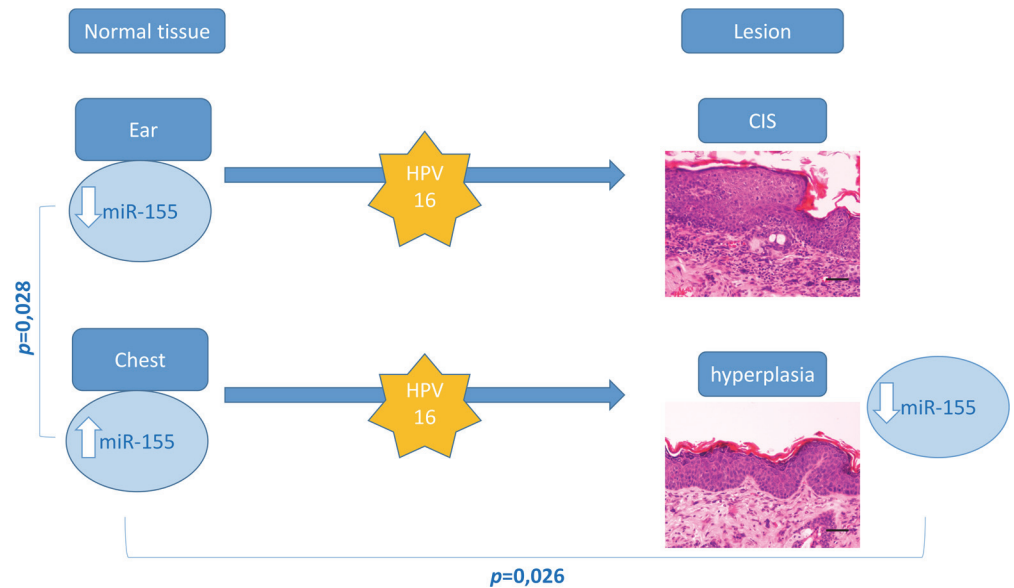 Normal tissue
Lesion
Ear
miR-155
HPV
16
CIS
p=0,028
Chest
miR-155
HPV
16
hyperplasia
miR-155
p=0,026